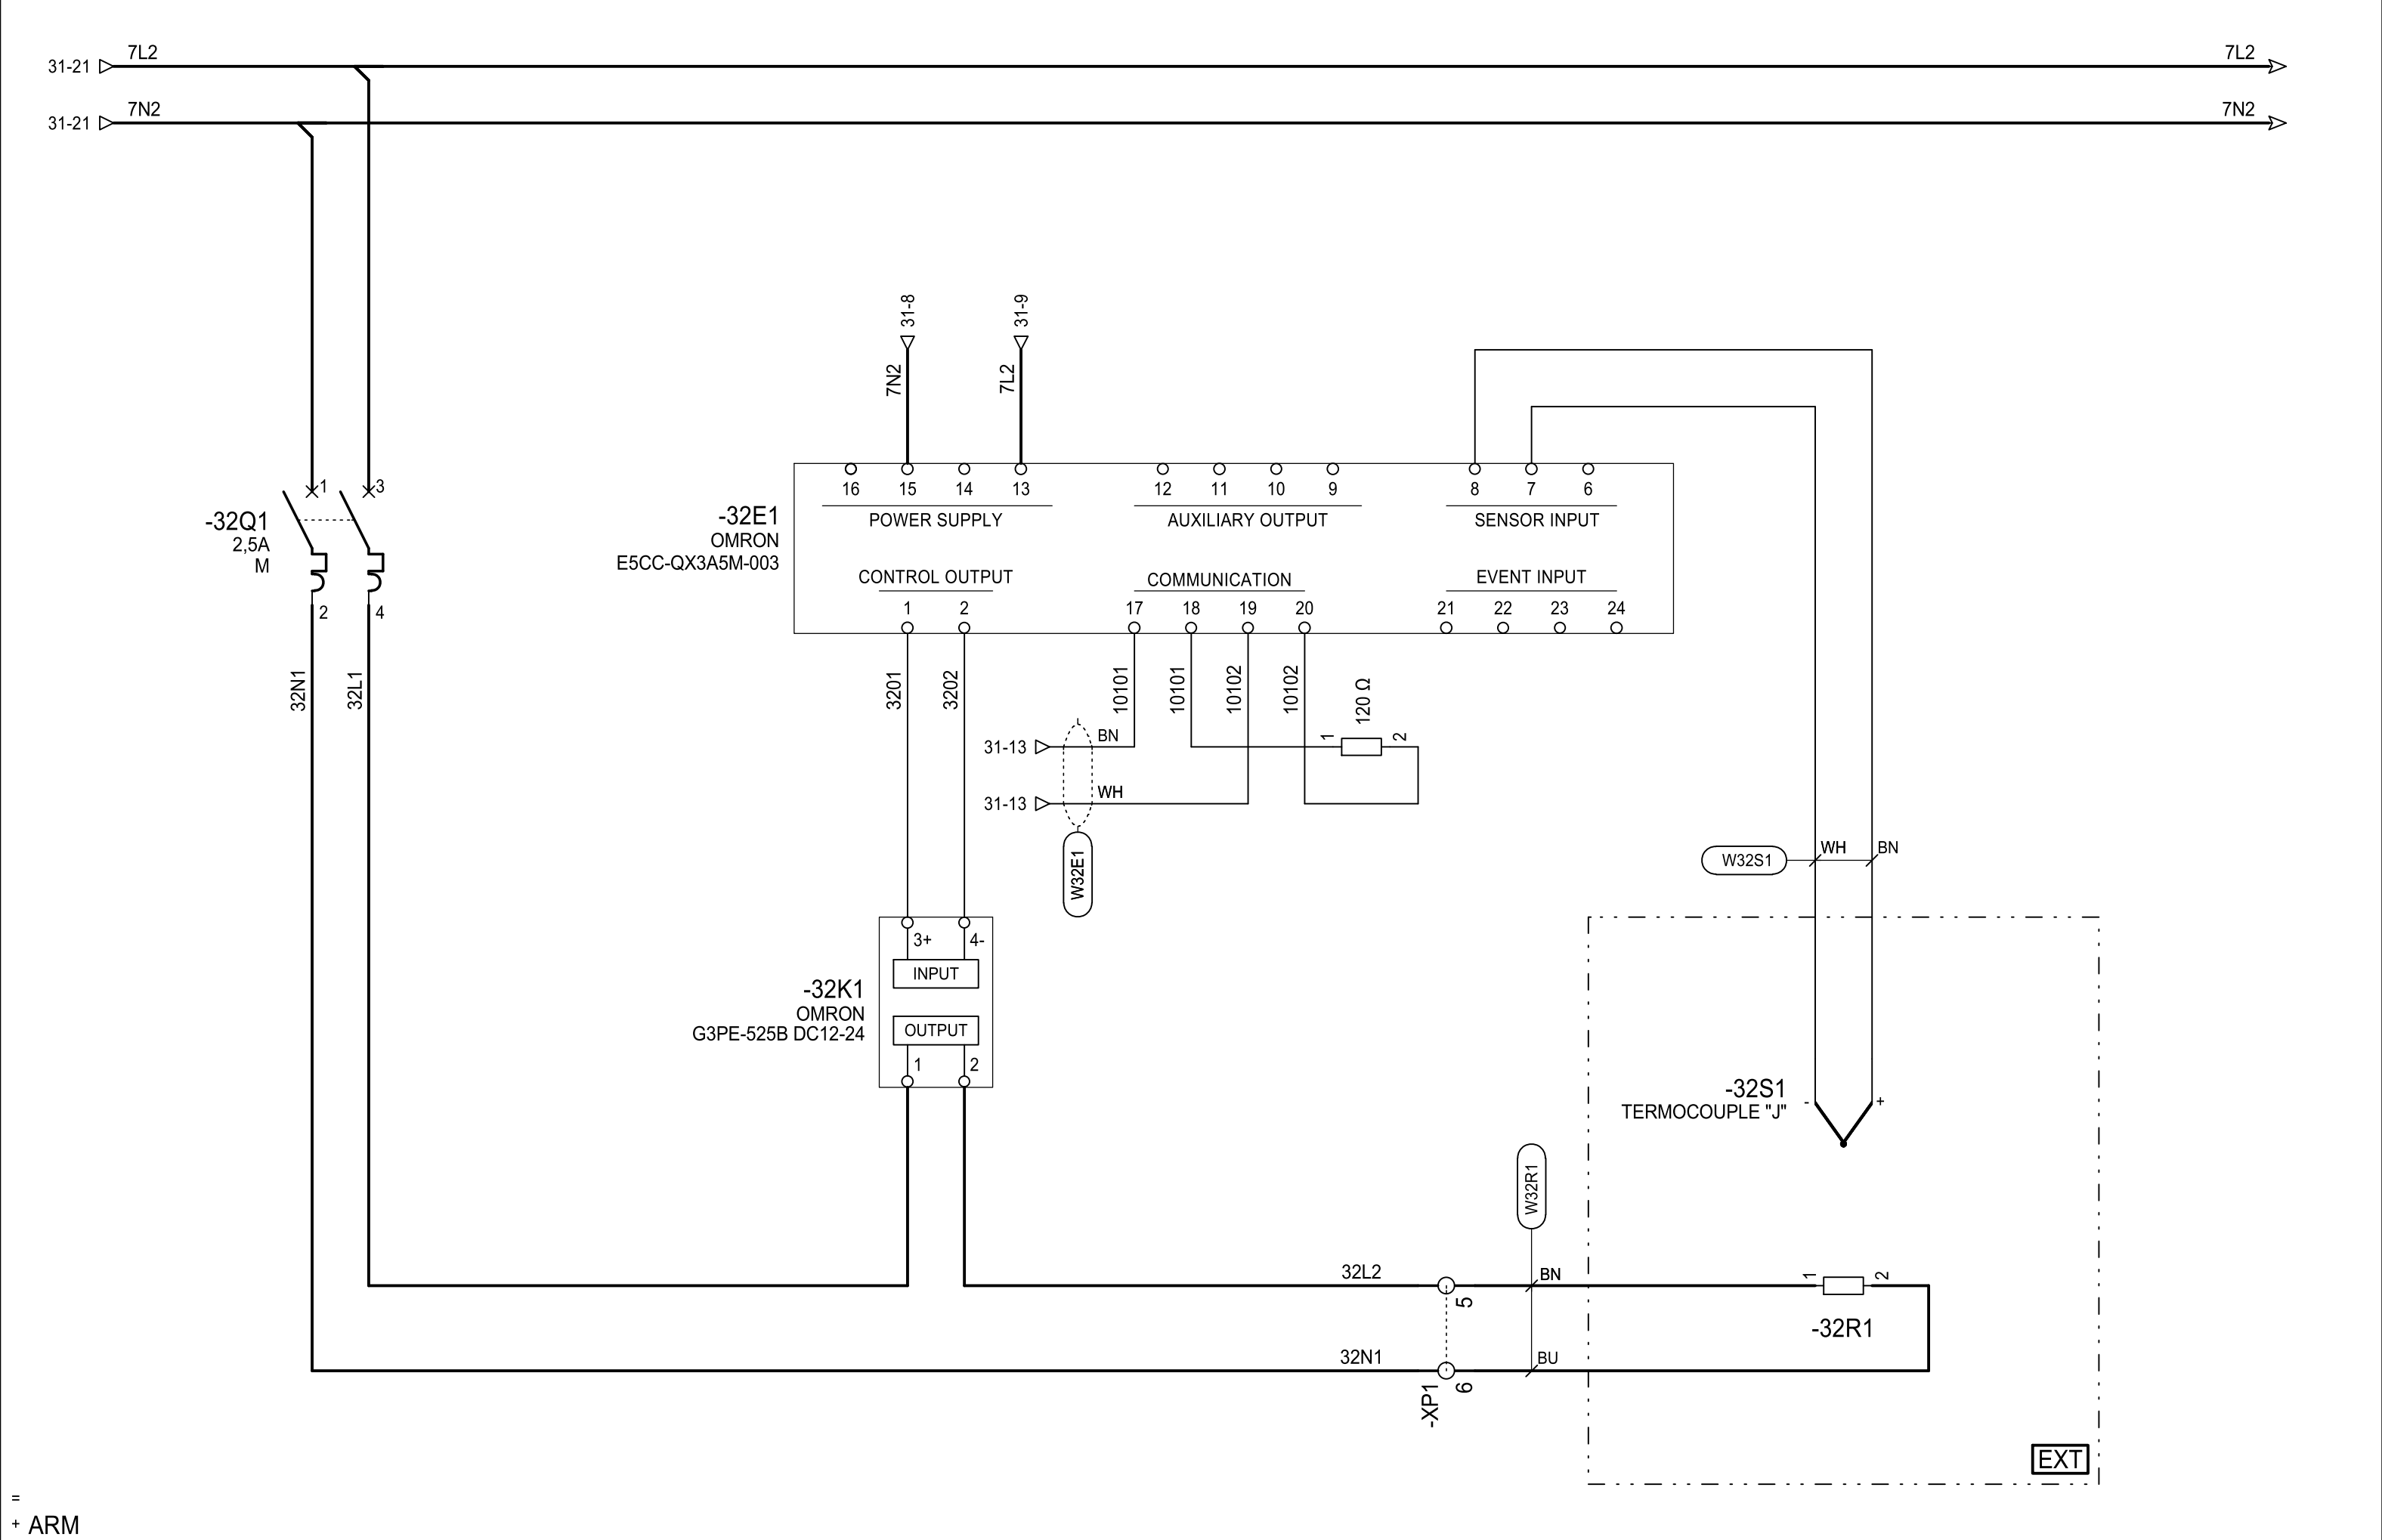 31-21 7L2 7L2
31-21 7N2 7N2
31-8 31-9
7N2 7L2
1 3
-32Q1
2,5A
M
2 4
32N1 32L1
-32E1
OMRON
E5CC-QX3A5M-003
16 15 14 13 12 11 10 9 8 7 6
POWER SUPPLY AUXILIARY OUTPUT SENSOR INPUT
CONTROL OUTPUT COMMUNICATION EVENT INPUT
1 2 17 18 19 20 21 22 23 24
3201 3202 10101 10101 10102 10102
120 Ω
1 2
31-13 BN
31-13 WH
W32E1
W32S1 WH BN
3+ 4-
INPUT
-32K1
OMRON
G3PE-525B DC12-24
OUTPUT
1 2
-32S1
TERMOCOUPLE "J"
- +
W32R1
32L2 5 BN 1 2
-32R1
32N1 6 BU
-XP1
EXT
=
+ ARM